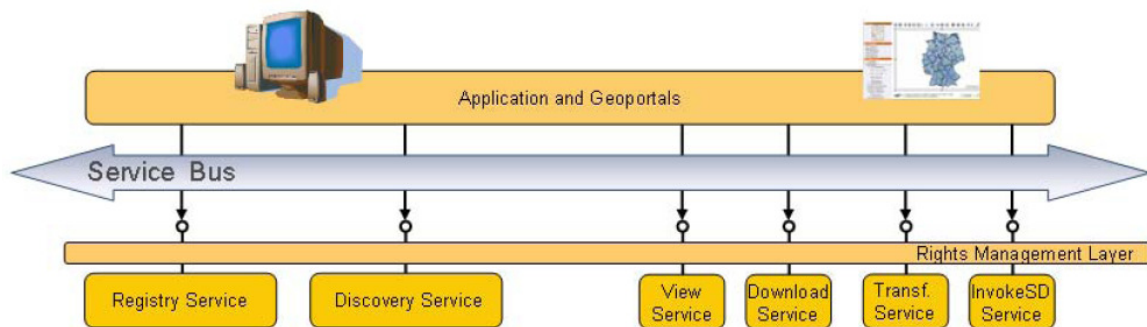 Application and Geoportals
Service Bus
Rights Management Layer
Registry Service
Discovery Service
View
Service
Download
Service
Transf.
Service
InvokeSD
Service